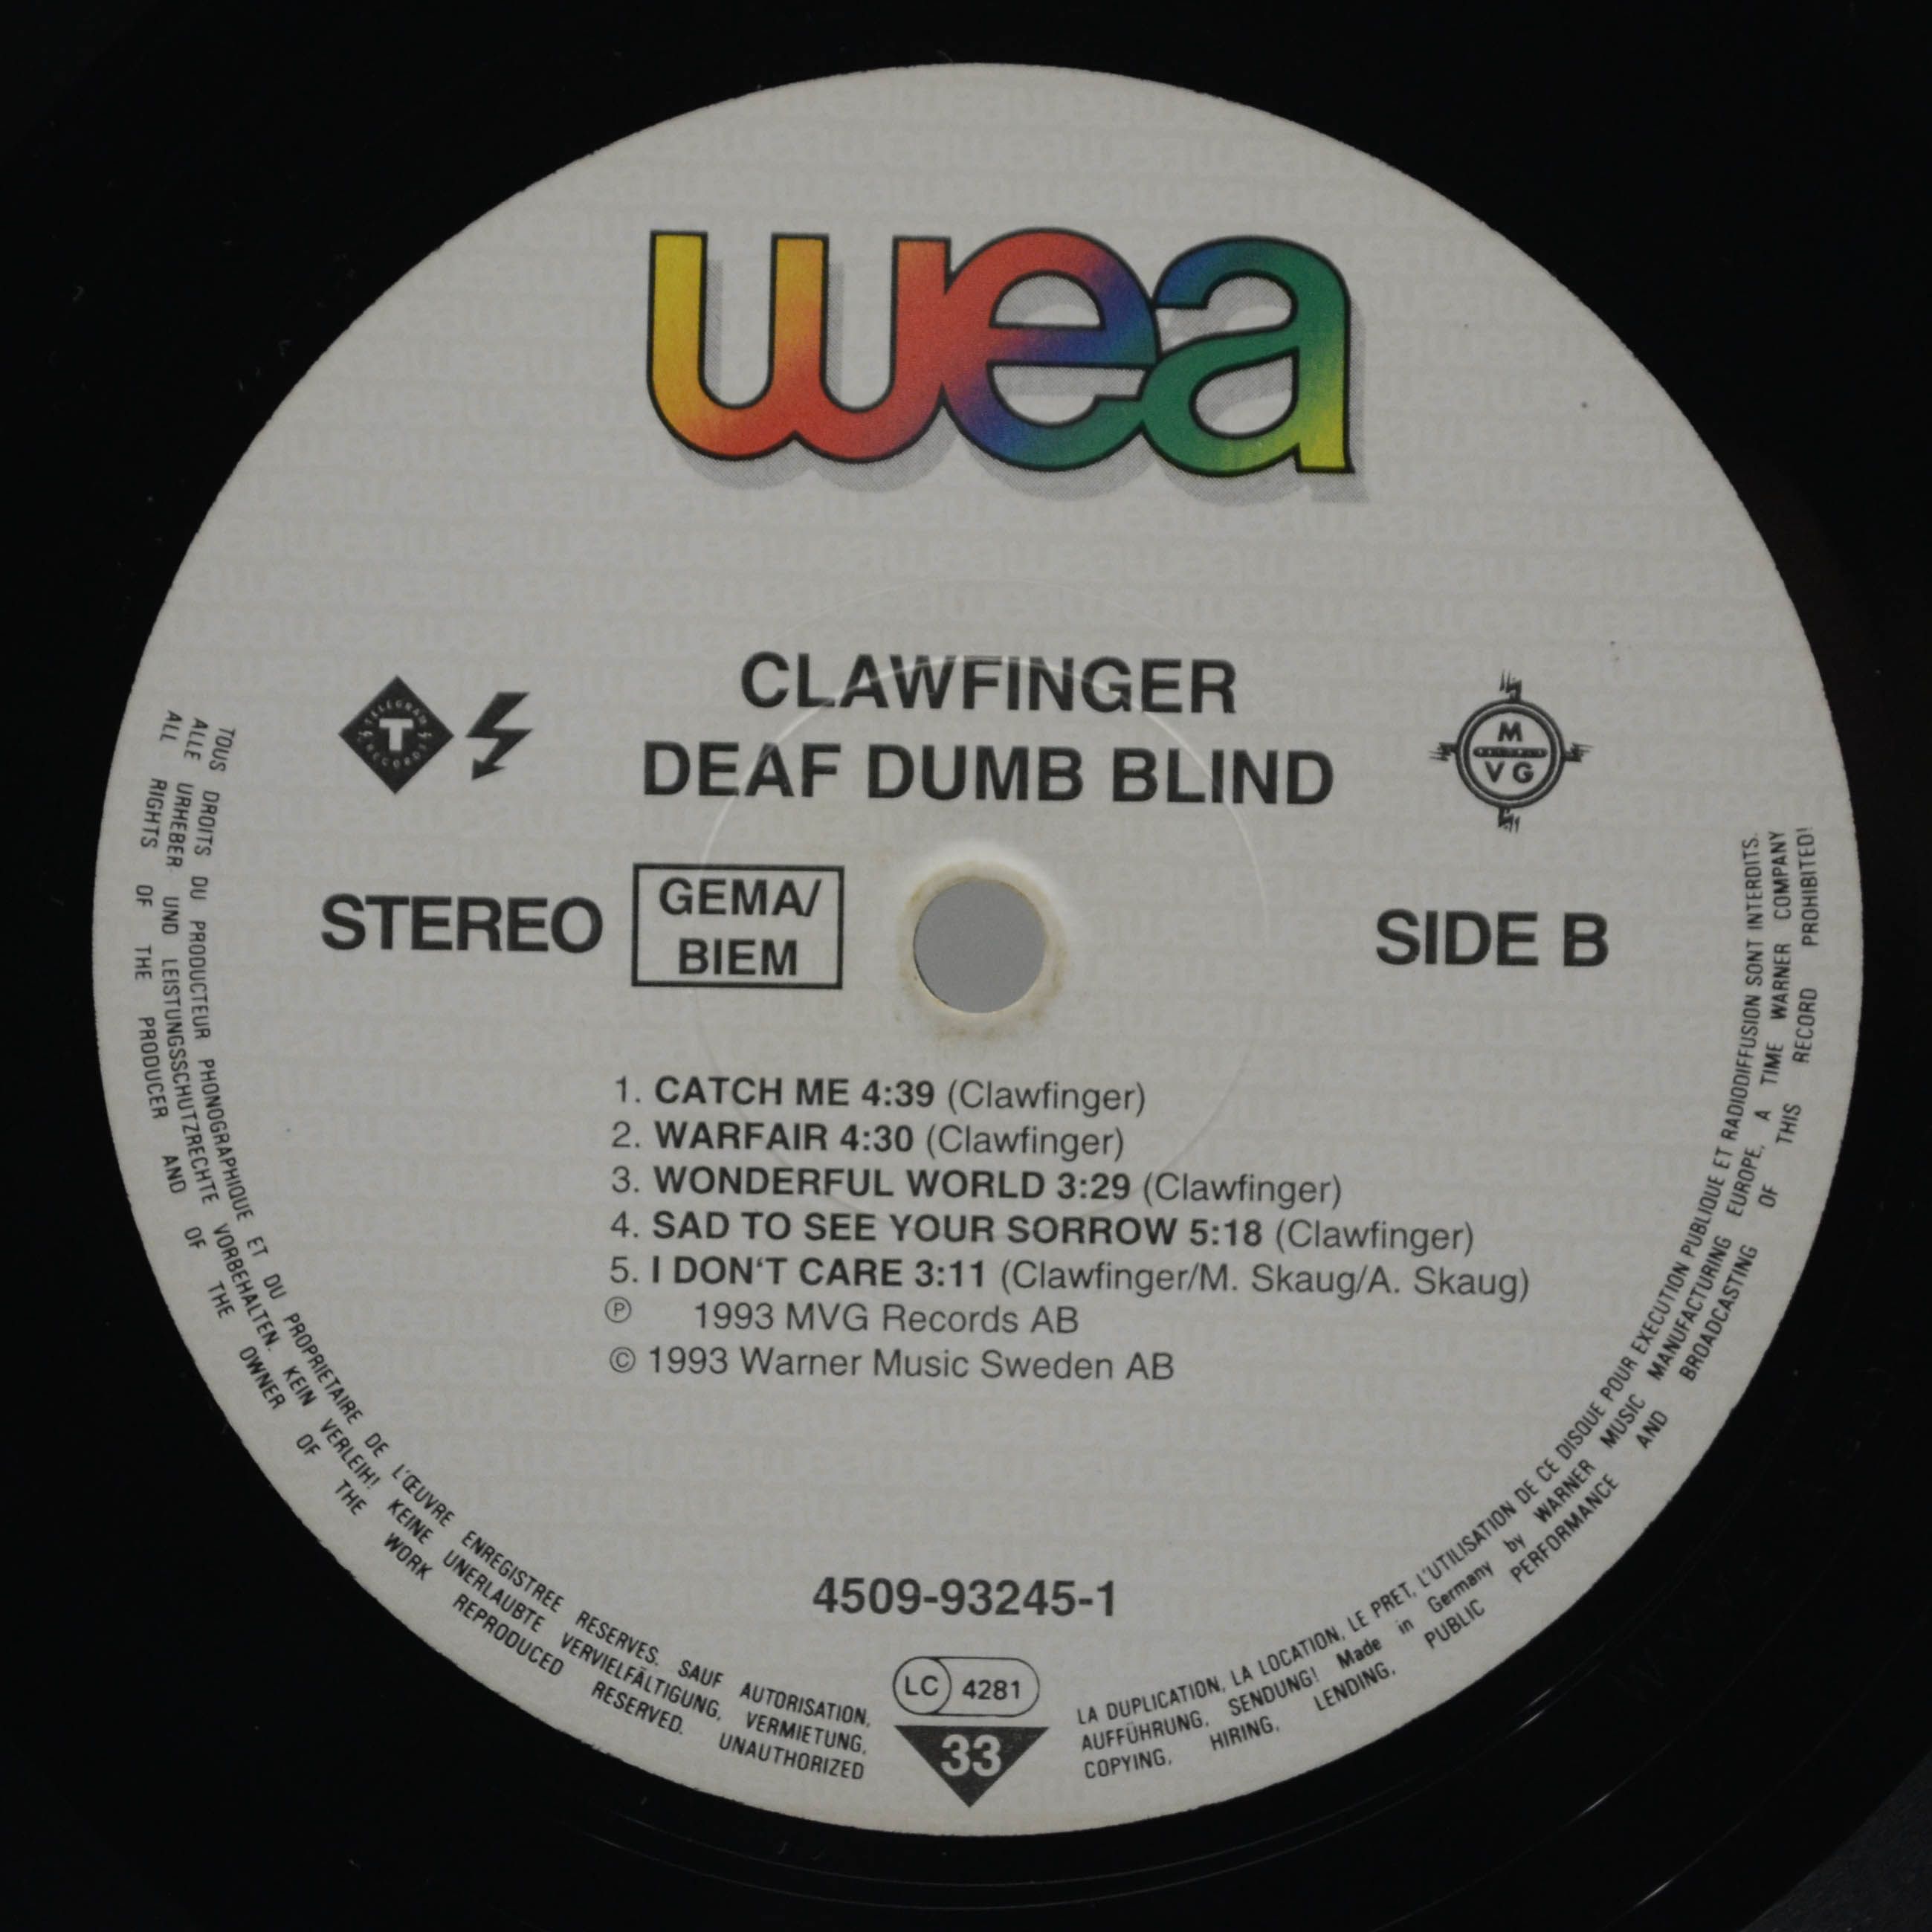 wea
CLAWFINGER
DEAF DUMB BLIND
TELEGRAM
T
RECORDS
M
VG
STEREO
GEMA/
BIEM
SIDE B
1. CATCH ME 4:39 (Clawfinger)
2. WARFAIR 4:30 (Clawfinger)
3. WONDERFUL WORLD 3:29 (Clawfinger)
4. SAD TO SEE YOUR SORROW 5:18 (Clawfinger)
5. I DON‘T CARE 3:11 (Clawfinger/M. Skaug/A. Skaug)
℗ 1993 MVG Records AB
© 1993 Warner Music Sweden AB
4509-93245-1
LC 4281
33
TOUS DROITS DU PRODUCTEUR PHONOGRAPHIQUE ET DU PROPRIETAIRE DE L'ŒUVRE ENREGISTREE RESERVES. SAUF AUTORISATION, LA DUPLICATION, LA LOCATION, LE PRET, L'UTILISATION DE CE DISQUE POUR EXECUTION PUBLIQUE ET RADIODIFFUSION SONT INTERDITS.
ALLE URHEBER UND LEISTUNGSSCHUTZRECHTE VORBEHALTEN. KEIN VERLEIH! KEINE UNERLAUBTE VERVIELFÄLTIGUNG, VERMIETUNG, AUFFÜHRUNG, SENDUNG! Made in Germany by WARNER MUSIC MANUFACTURING EUROPE, A TIME WARNER COMPANY
ALL RIGHTS OF THE PRODUCER AND OF THE OWNER OF THE WORK REPRODUCED RESERVED. UNAUTHORIZED COPYING, HIRING, LENDING, PUBLIC PERFORMANCE AND BROADCASTING OF THIS RECORD PROHIBITED!